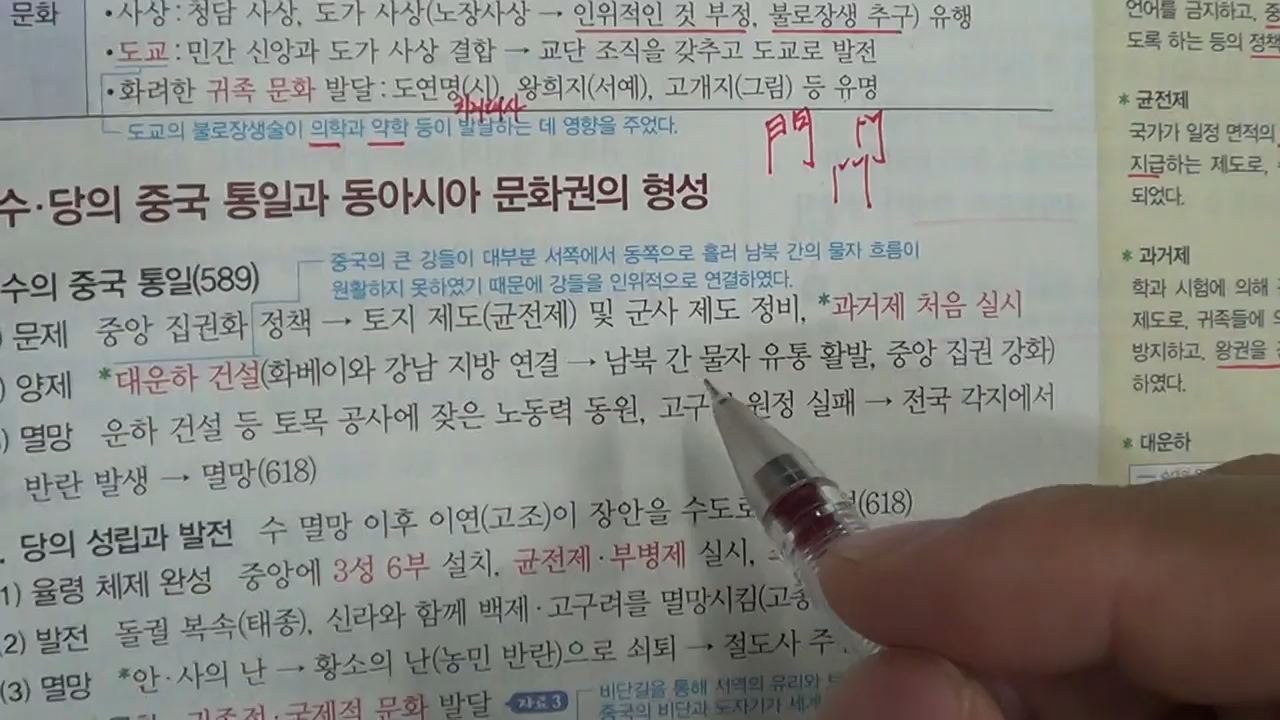 문화
• 사상 : 청담 사상, 도가 사상(노장사상 → 인위적인 것 부정, 불로장생 추구) 유행
• 도교 : 민간 신앙과 도가 사상 결합 → 교단 조직을 갖추고 도교로 발전
• 화려한 귀족 문화 발달 : 도연명(시), 왕희지(서예), 고개지(그림) 등 유명
도교의 불로장생술이 의학과 약학 등이 발달하는 데 영향을 주었다.
門 门
수·당의 중국 통일과 동아시아 문화권의 형성
수의 중국 통일(589)
중국의 큰 강들이 대부분 서쪽에서 동쪽으로 흘러 남북 간의 물자 흐름이
원활하지 못하였기 때문에 강들을 인위적으로 연결하였다.
) 문제 중앙 집권화 정책 → 토지 제도(균전제) 및 군사 제도 정비, *과거제 처음 실시
) 양제 *대운하 건설(화베이와 강남 지방 연결 → 남북 간 물자 유통 활발, 중앙 집권 강화)
) 멸망 운하 건설 등 토목 공사에 잦은 노동력 동원, 고구 원정 실패 → 전국 각지에서
반란 발생 → 멸망(618)
. 당의 성립과 발전 수 멸망 이후 이연(고조)이 장안을 수도로 (618)
1) 율령 체제 완성 중앙에 3성 6부 설치, 균전제·부병제 실시,
(2) 발전 돌궐 복속(태종), 신라와 함께 백제·고구려를 멸망시킴(고
(3) 멸망 *안·사의 난 → 황소의 난(농민 반란)으로 쇠퇴 → 절도사 주
귀족적·국제적 문화 발달 자료3
비단길을 통해 서역의 유리와
중국의 비단과 도자기가 세계
언어를 금지하고,
도록 하는 등의 정책
* 균전제
국가가 일정 면적의
지급하는 제도로,
되었다.
* 과거제
학과 시험에 의해
제도로, 귀족들에
방지하고, 왕권을
하였다.
* 대운하